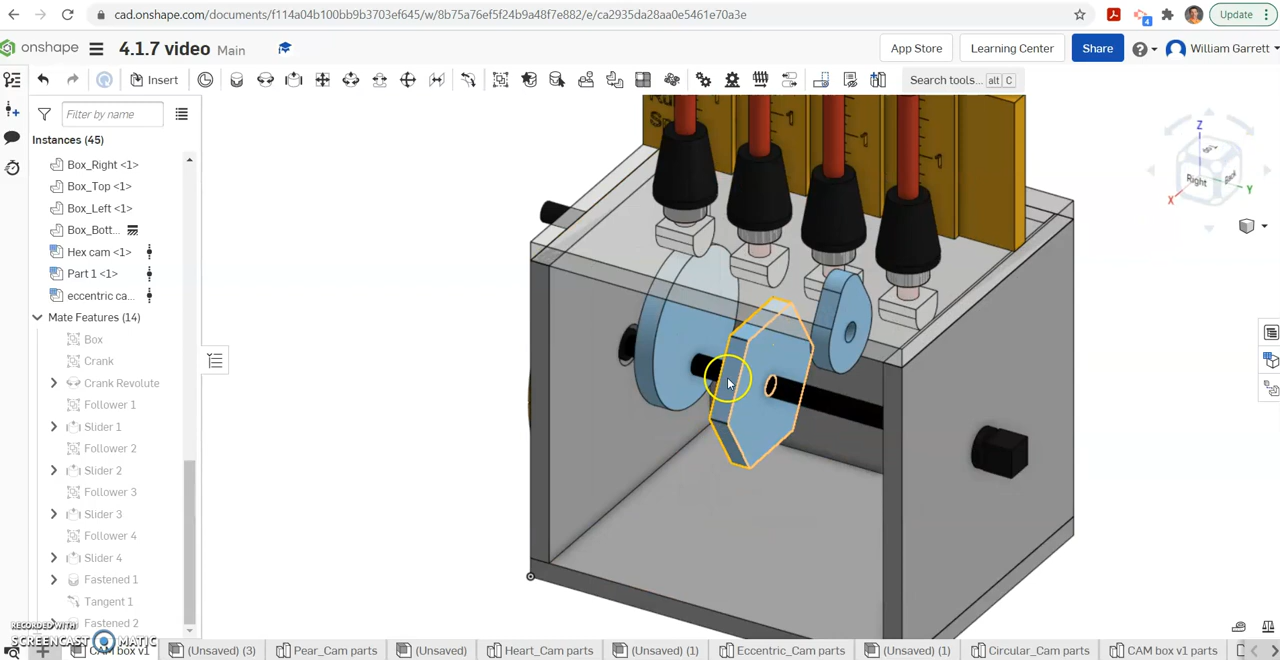 cad.onshape.com/documents/f114a04b100bb9b3703ef645/w/8b75a76ef5f24b9a48f7e882/e/ca2935da28aa0e5461e70a3e
4
Update
onshape
4.1.7 video Main
App Store
Learning Center
Share
William Garrett
Insert
Search tools... alt C
Filter by name
Instances (45)
Box_Right <1>
Box_Top <1>
Box_Left <1>
Box_Bott...
Hex cam <1>
Part 1 <1>
eccentric ca...
Mate Features (14)
Box
Crank
Crank Revolute
Follower 1
Slider 1
Follower 2
Slider 2
Follower 3
Slider 3
Follower 4
Slider 4
Fastened 1
Tangent 1
Fastened 2
1
1
1
Z
Right
Back
X
Y
RECORDED WITH
SCREENCAST MATIC
CAM box v1
(Unsaved) (3)
Pear_Cam parts
(Unsaved)
Heart_Cam parts
(Unsaved) (1)
Eccentric_Cam parts
(Unsaved) (1)
Circular_Cam parts
CAM box v1 parts